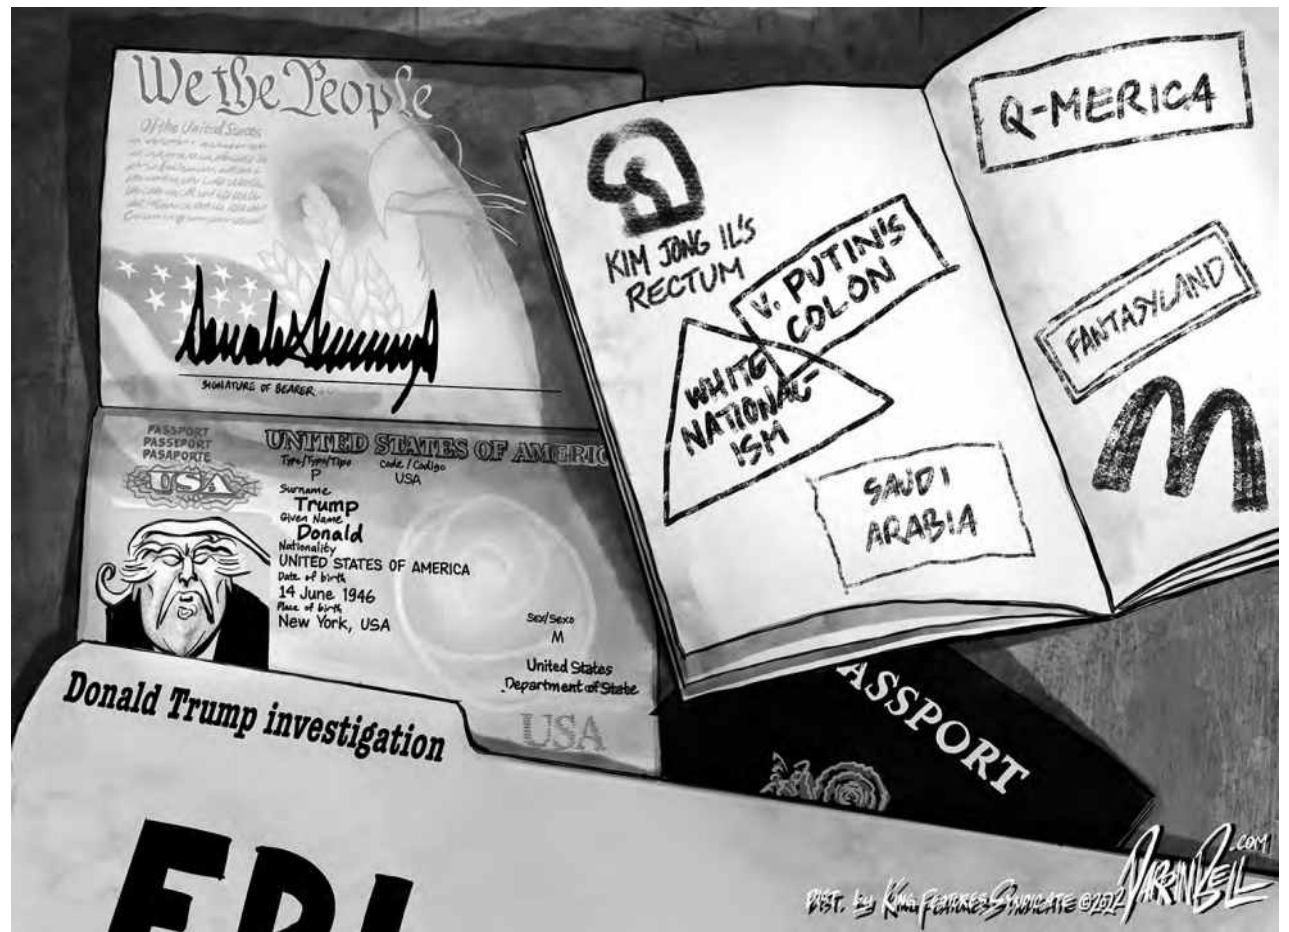 We the People
Of the United States
SIGNATURE OF BEARER
PASSPORT
PASSEPORT
PASAPORTE
USA
UNITED STATES OF AMERIC
Type/Type/Tipo
Code / Codigo
P
USA
Surname
Trump
Given Name
Donald
Nationality
UNITED STATES OF AMERICA
Date of birth
14 June 1946
Place of birth
New York, USA
Sex/Sexo
M
United States
Department of State
USA
KIM JONG IL'S
RECTUM
V. PUTIN'S
COLON
WHITE
NATIONAL-
ISM
SAUDI
ARABIA
Q-MERICA
FANTASYLAND
M
ASSPORT
Donald Trump investigation
FBI
DIST. by KING FEATURES SYNDICATE ©2022 DARRIN BELL .COM